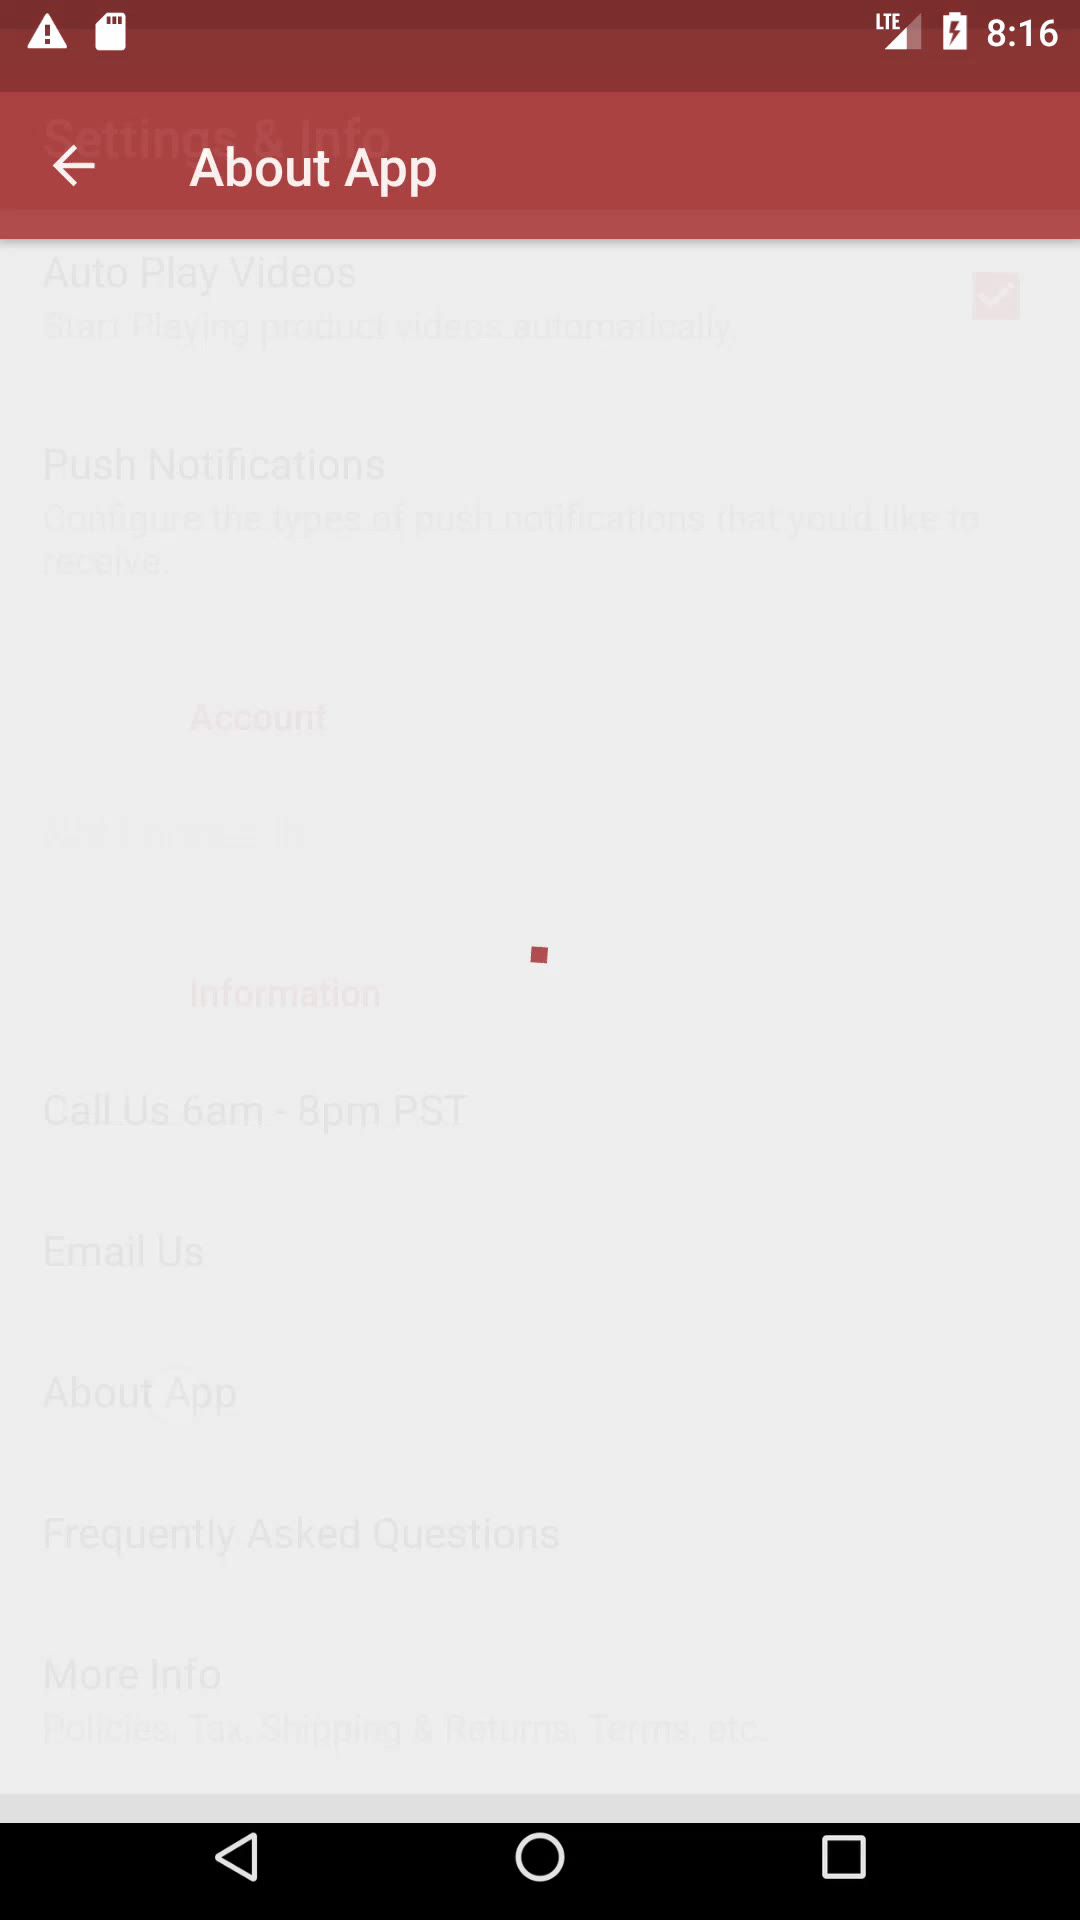 LTE 8:16
Settings & Info
About App
Auto Play Videos
Start Playing product videos automatically.
Push Notifications
Configure the types of push notifications that you'd like to
receive.
Account
Information
Call Us 6am - 8pm PST
Email Us
About App
Frequently Asked Questions
More Info
Policies, Tax, Shipping & Returns, Terms, etc.